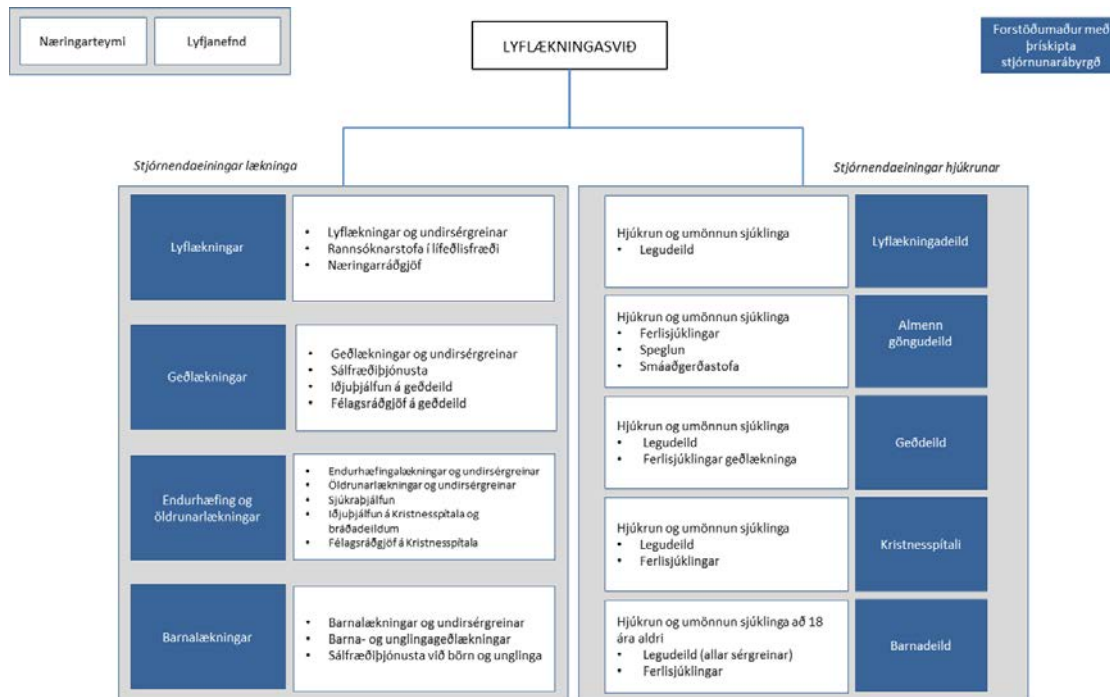 Næringarteymi
Lyfjanefnd
LYFLÆKNINGASVIÐ
Forstöðumaður með
þrískipta
stjórnunarábyrgð
Stjórnendaeiningar lækninga
Stjórnendaeiningar hjúkrunar
Lyflækningar
• Lyflækningar og undirsérgreinar
• Rannsóknarstofa í lífeðlisfræði
• Næringarráðgjöf
Geðlækningar
• Geðlækningar og undirsérgreinar
• Sálfræðiþjónusta
• Iðjuþjálfun á geðdeild
• Félagsráðgjöf á geðdeild
Endurhæfing og
öldrunarlækningar
• Endurhæfingalækningar og undirsérgreinar
• Öldrunarlækningar og undirsérgreinar
• Sjúkraþjálfun
• Iðjuþjálfun á Kristnesspítala og
bráðadeildum
• Félagsráðgjöf á Kristnesspítala
Barnalækningar
• Barnalækningar og undirsérgreinar
• Barna- og unglingageðlækningar
• Sálfræðiþjónusta við börn og unglinga
Hjúkrun og umönnun sjúklinga
• Legudeild
Lyflækningadeild
Hjúkrun og umönnun sjúklinga
• Ferlisjúklingar
• Speglun
• Smáaðgerðastofa
Almenn
göngudeild
Hjúkrun og umönnun sjúklinga
• Legudeild
• Ferlisjúklingar geðlækninga
Geðdeild
Hjúkrun og umönnun sjúklinga
• Legudeild
• Ferlisjúklingar
Kristnesspítali
Hjúkrun og umönnun sjúklinga að 18
ára aldri
• Legudeild (allar sérgreinar)
• Ferlisjúklingar
Barnadeild